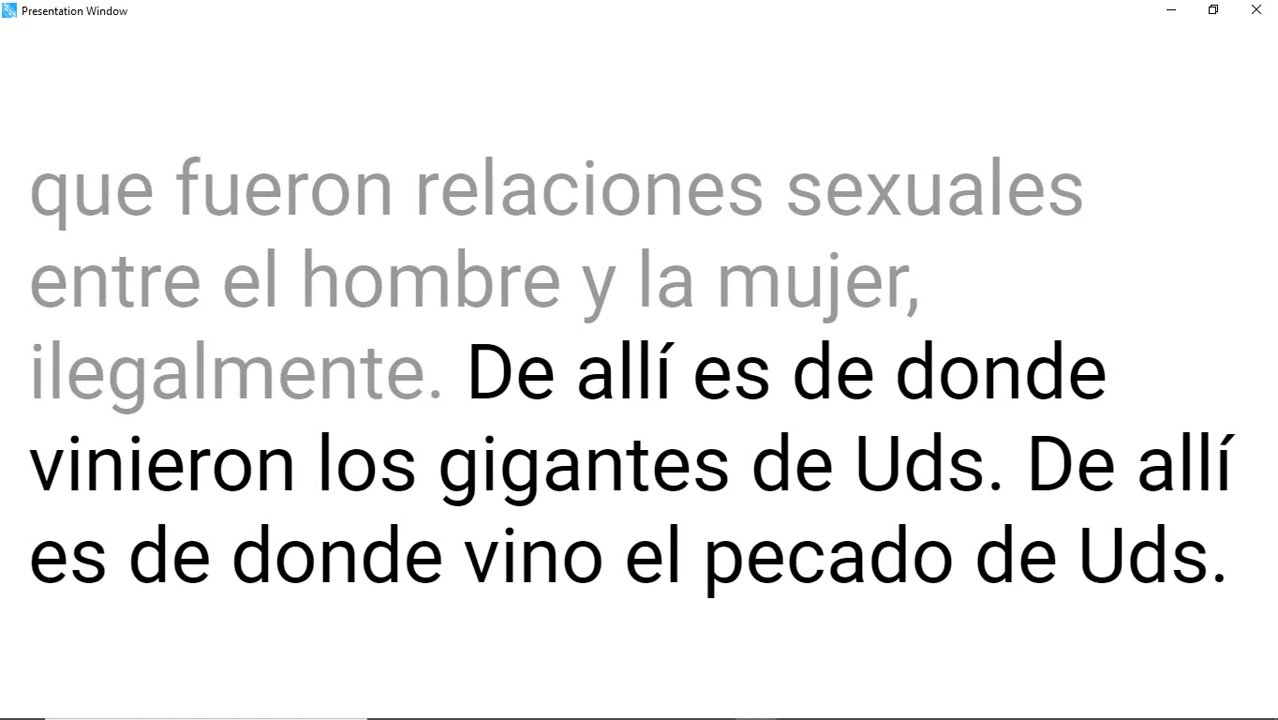 Presentation Window
que fueron relaciones sexuales
entre el hombre y la mujer,
ilegalmente. De allí es de donde
vinieron los gigantes de Uds. De allí
es de donde vino el pecado de Uds.